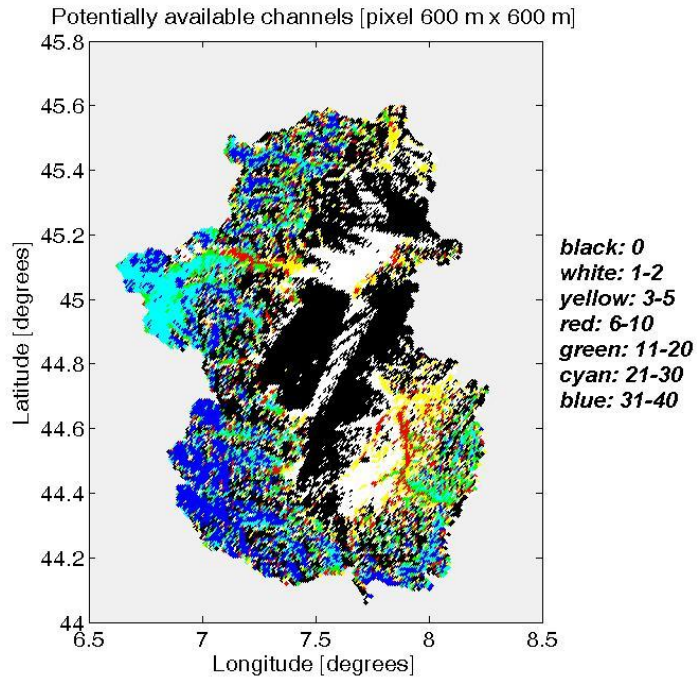 Potentially available channels [pixel 600 m x 600 m]
45.8
45.6
45.4
45.2
45
44.8
44.6
44.4
44.2
44
Latitude [degrees]
6.5 7 7.5 8 8.5
Longitude [degrees]
black: 0
white: 1-2
yellow: 3-5
red: 6-10
green: 11-20
cyan: 21-30
blue: 31-40